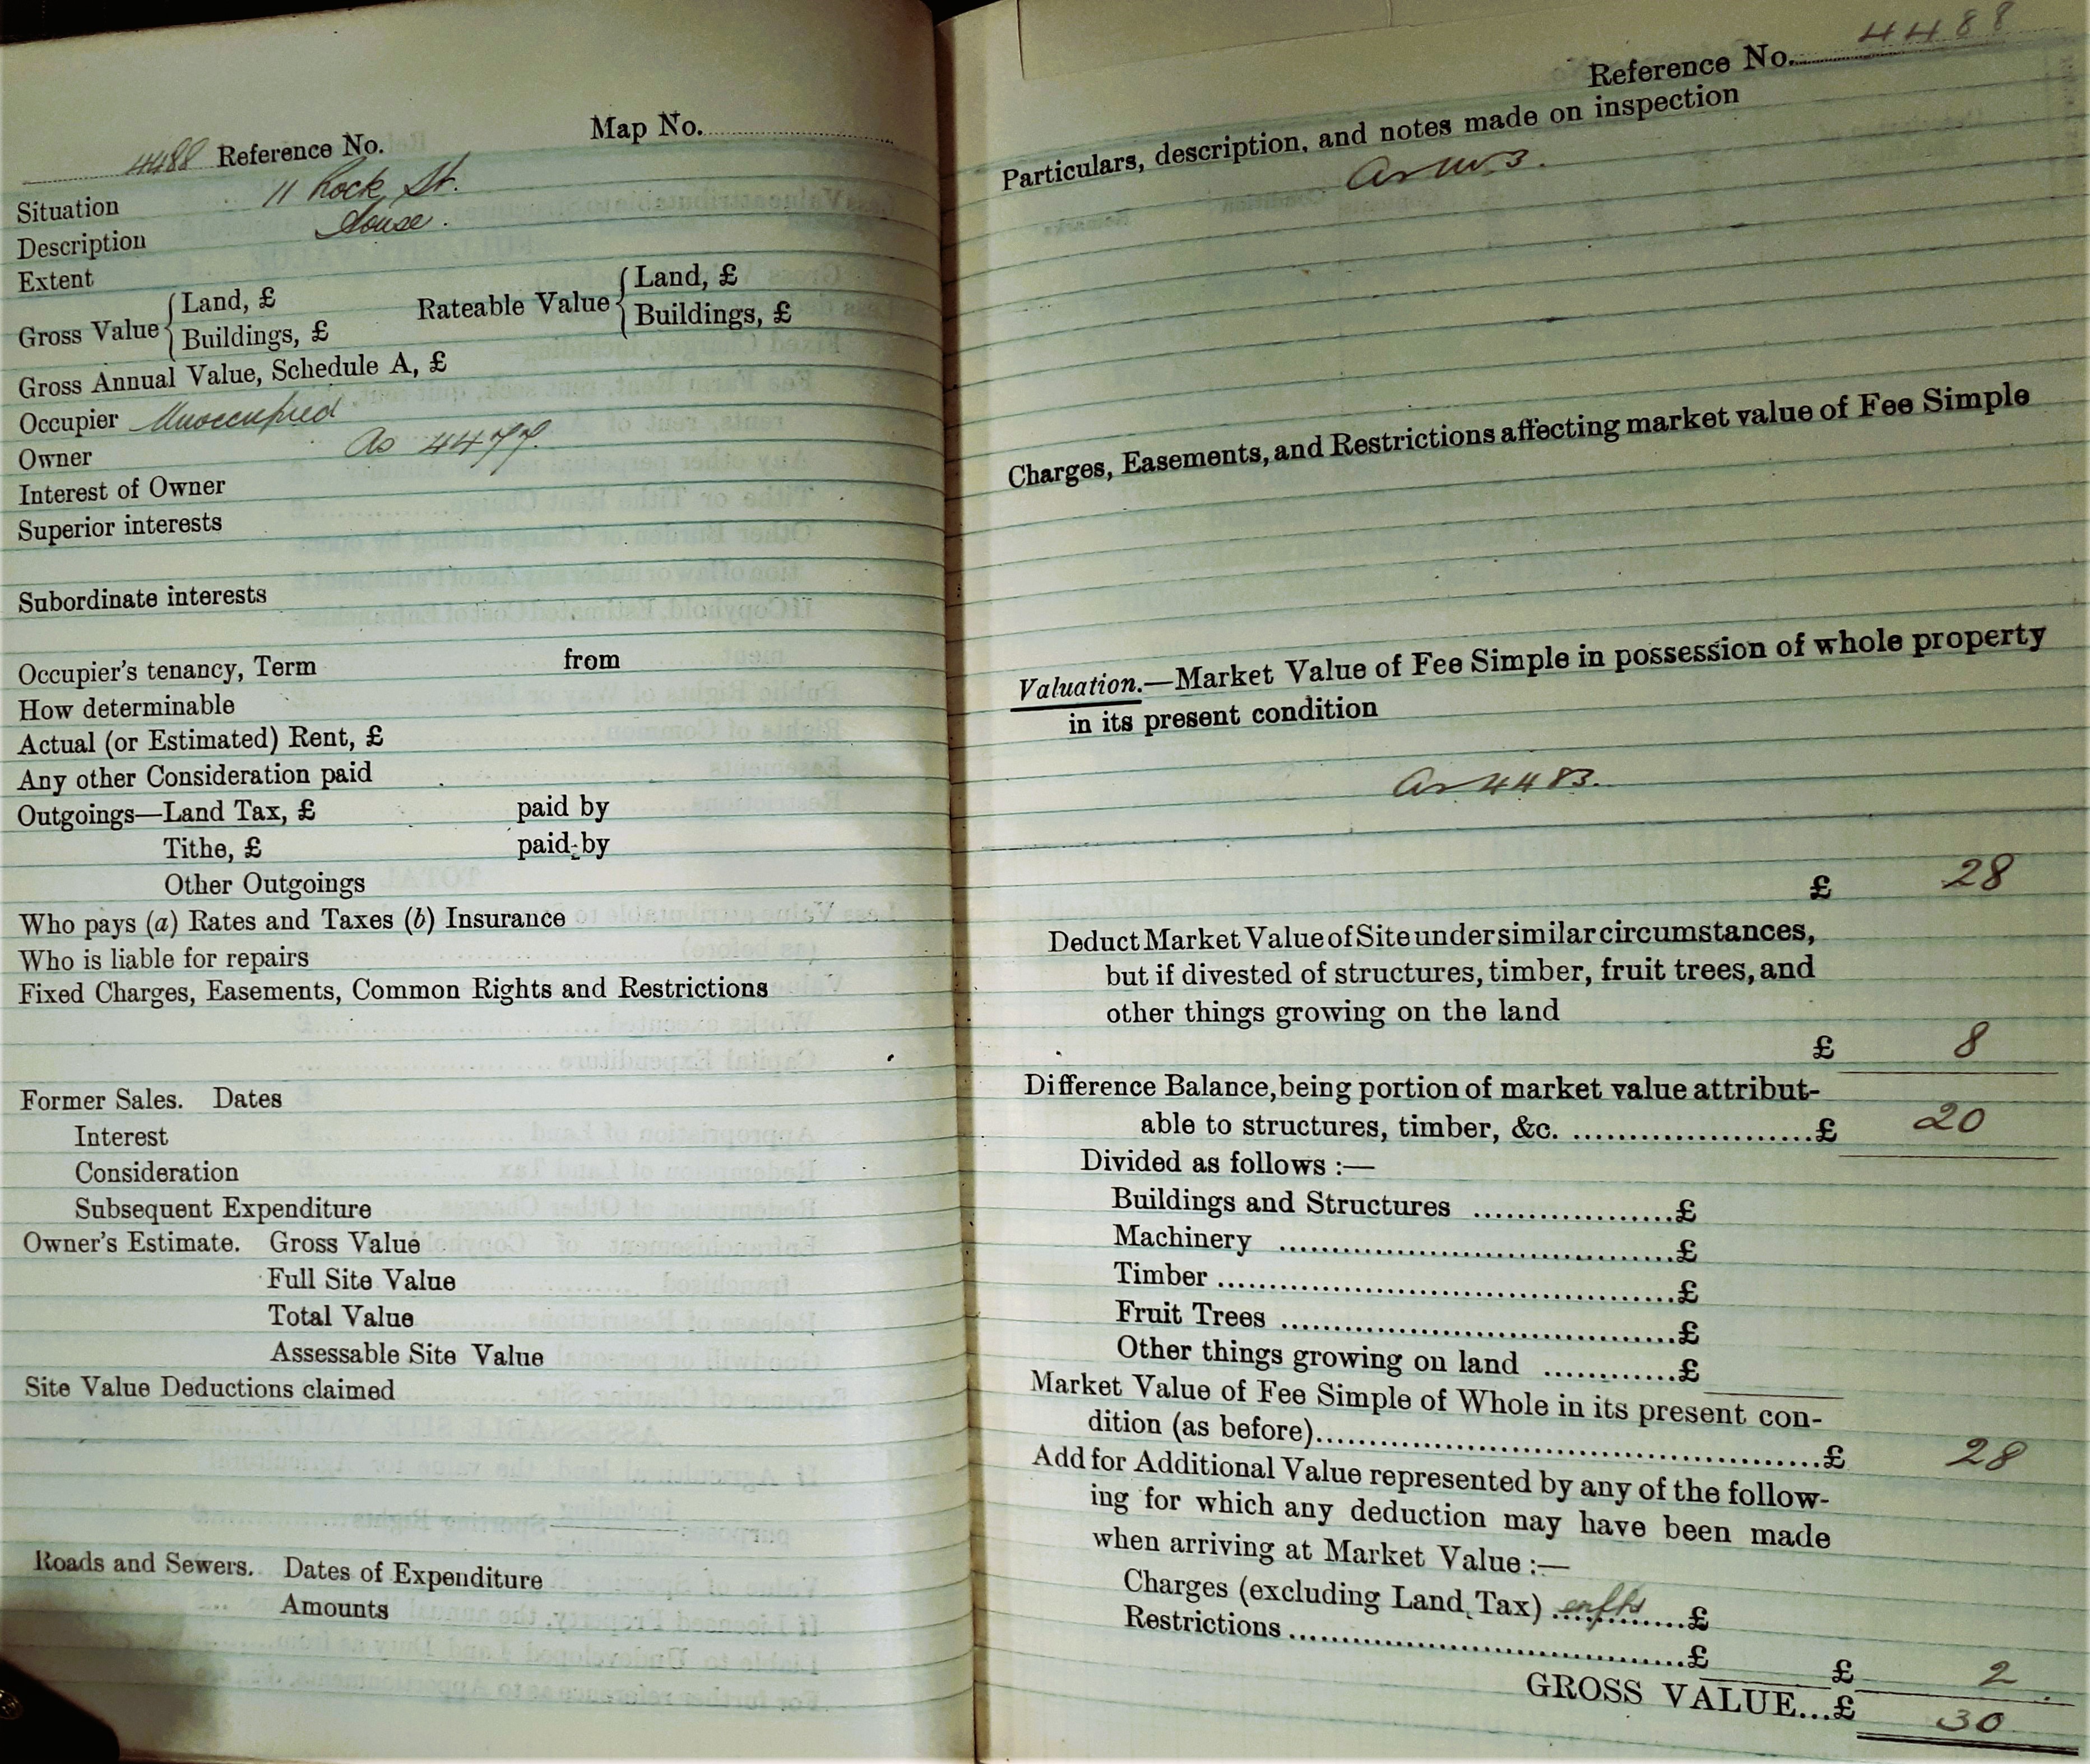 Map No.
4488 Reference No.
Situation 11 Rock St.
Description House.
Extent
Gross Value { Land, £
Buildings, £
Rateable Value { Land, £
Buildings, £
Gross Annual Value, Schedule A, £
Occupier Unoccupied
Owner As 4477.
Interest of Owner
Superior interests
Subordinate interests
Occupier's tenancy, Term from
How determinable
Actual (or Estimated) Rent, £
Any other Consideration paid
Outgoings—Land Tax, £ paid by
Tithe, £ paid by
Other Outgoings
Who pays (a) Rates and Taxes (b) Insurance
Who is liable for repairs
Fixed Charges, Easements, Common Rights and Restrictions
Former Sales. Dates
Interest
Consideration
Subsequent Expenditure
Owner's Estimate. Gross Value
Full Site Value
Total Value
Assessable Site Value
Site Value Deductions claimed
Roads and Sewers. Dates of Expenditure
Amounts
Reference No. 4488
Particulars, description, and notes made on inspection
As
Charges, Easements, and Restrictions affecting market value of Fee Simple
Valuation.—Market Value of Fee Simple in possession of whole property
in its present condition
As 4483.
£ 28
Deduct Market Value of Site under similar circumstances,
but if divested of structures, timber, fruit trees, and
other things growing on the land
£ 8
Difference Balance, being portion of market value attribut-
able to structures, timber, &c. ........................£ 20
Divided as follows :—
Buildings and Structures ....................£
Machinery ....................................£
Timber ..........................................£
Fruit Trees ....................................£
Other things growing on land ............£
Market Value of Fee Simple of Whole in its present con-
dition (as before)..................................................£ 28
Add for Additional Value represented by any of the follow-
ing for which any deduction may have been made
when arriving at Market Value :—
Charges (excluding Land Tax) ............£
Restrictions ....................................£
£ 2
GROSS VALUE...£ 30